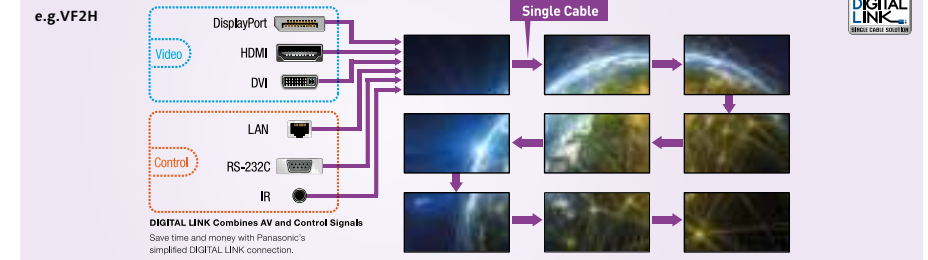 e.g.VF2H
Single Cable
DIGITAL
LINK
SINGLE CABLE SOLUTION
DisplayPort
Video
HDMI
DVI
LAN
Control
RS-232C
IR
DIGITAL LINK Combines AV and Control Signals
Save time and money with Panasonic's
simplified DIGITAL LINK connection.